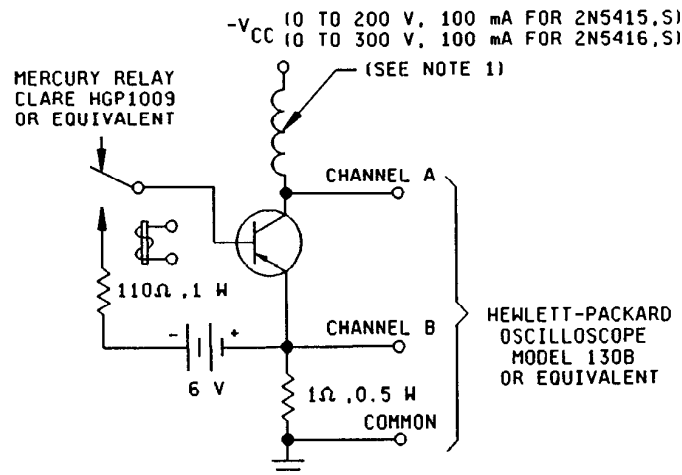 -VCC (0 TO 200 V, 100 mA FOR 2N5415,S)
(0 TO 300 V, 100 mA FOR 2N5416,S)
MERCURY RELAY
CLARE HGP1009
OR EQUIVALENT
(SEE NOTE 1)
CHANNEL A
110Ω ,1 W
- +
6 V
CHANNEL B
1Ω ,0.5 W
COMMON
HEWLETT-PACKARD
OSCILLOSCOPE
MODEL 130B
OR EQUIVALENT